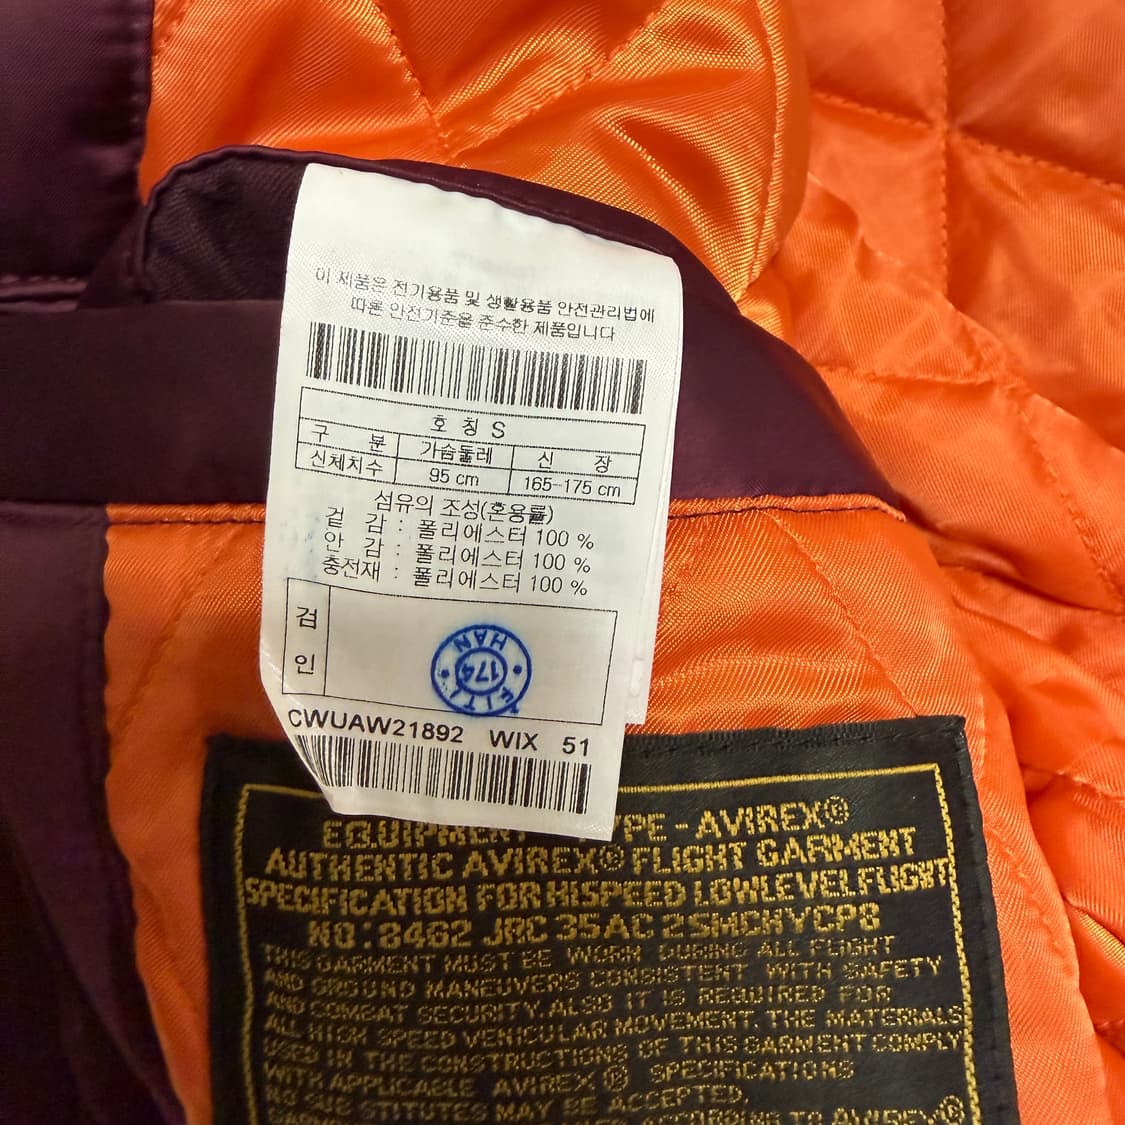 이 제품은 전기용품 및 생활용품 안전관리법에
따른 안전기준을 준수한 제품입니다
호 칭 S
구 분 가슴둘레 신 장
신체치수 95 cm 165-175 cm
섬유의 조성(혼용률)
겉 감 : 폴리에스터 100 %
안 감 : 폴리에스터 100 %
충전재 : 폴리에스터 100 %
검
인
HAN
174
CWUAW21892 WIX 51
EQUIPMENT TYPE-AVIREX®
AUTHENTIC AVIREX® FLIGHT GARMENT
SPECIFICATION FOR HISPEED LOWLEVELFLIGHT
NO:8462 JRC 35AC 2SMCHYCP8
THIS GARMENT MUST BE WORN DURING ALL FLIGHT
AND GROUND MANEUVERS CONSISTENT WITH SAFETY
AND COMBAT SECURITY. ALSO IT IS REQUIRED FOR
ALL HIGH SPEED VEHICULAR MOVEMENT. THE MATERIALS
USED IN THE CONSTRUCTIONS OF THIS GARMENT COMPLY
WITH APPLICABLE AVIREX® SPECIFICATIONS
NO SUBSTITUTES MAY BE ACCEPTED.
ACCORDING TO AVIREX®